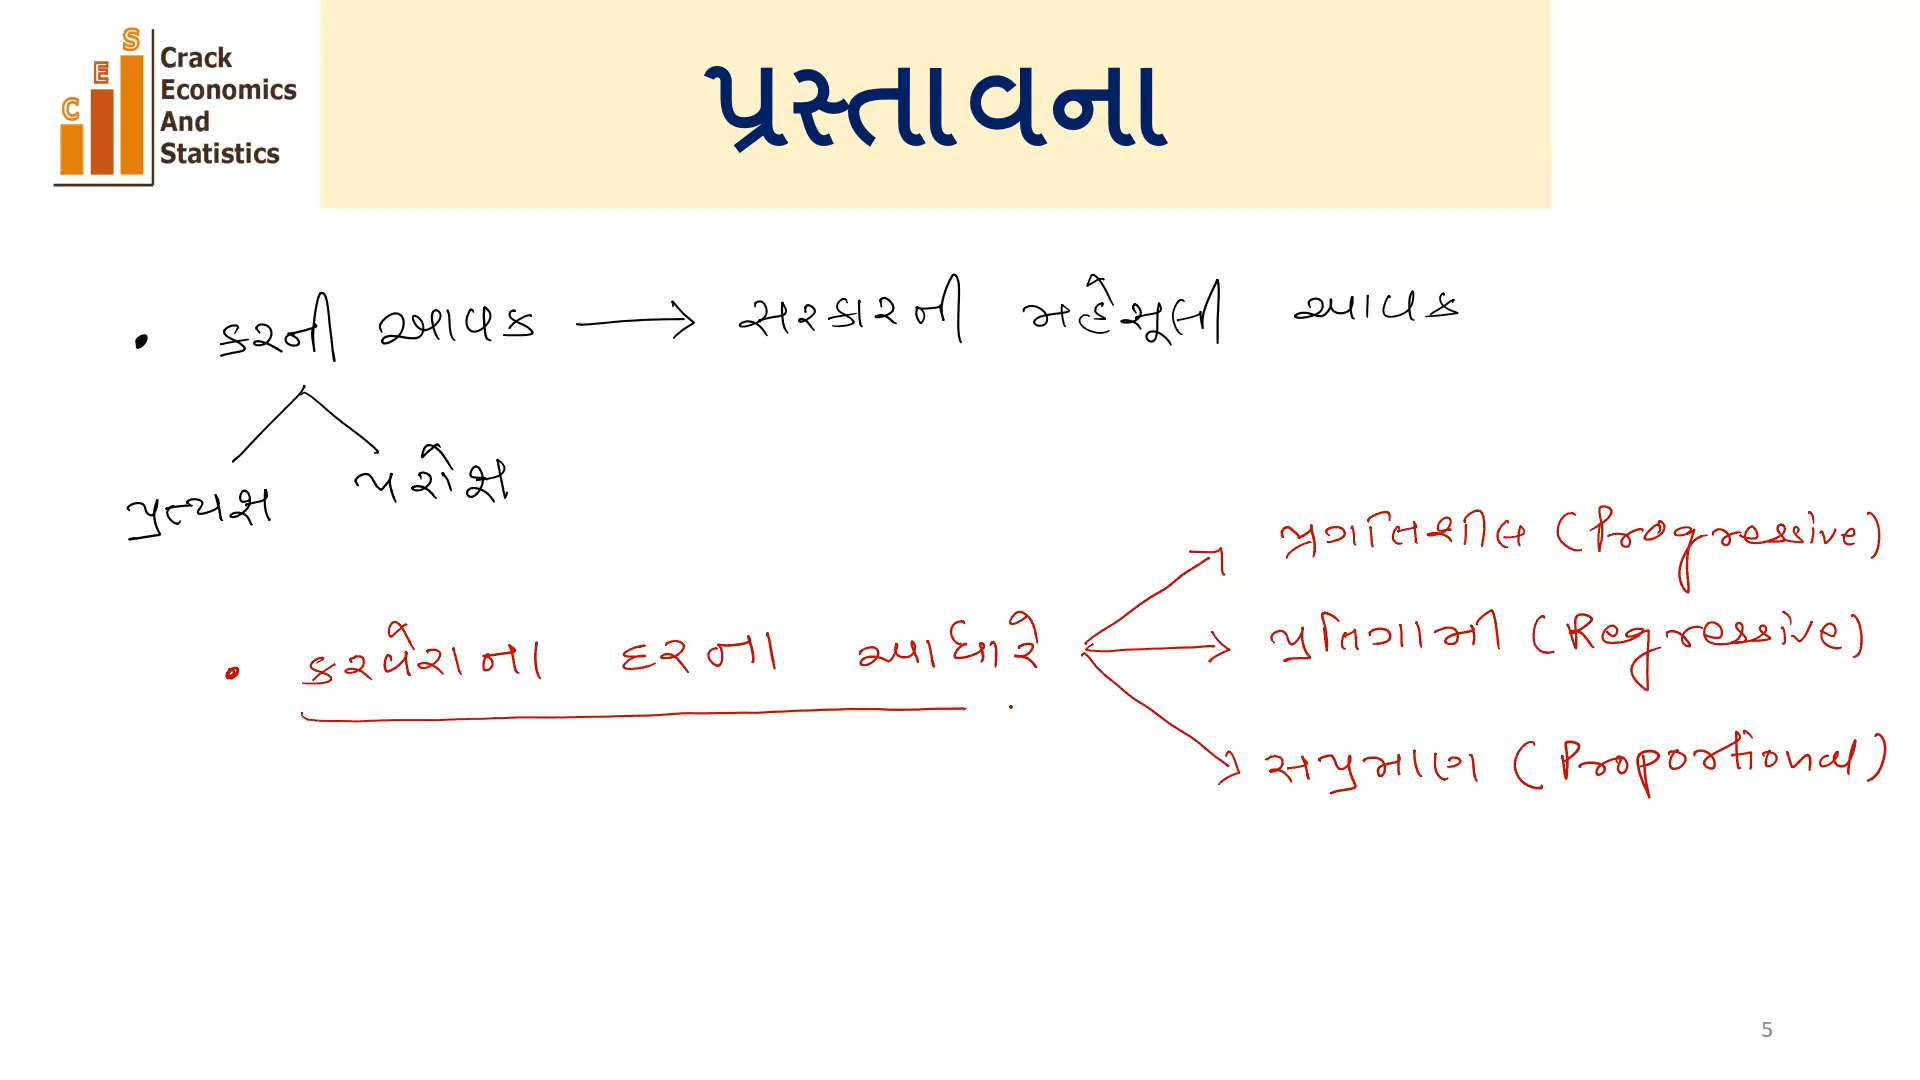 S
E
C
Crack
Economics
And
Statistics
પ્રસ્તાવના
• કરની આવક → સરકારની મહેસૂલી આવક
પ્રત્યક્ષ પરોક્ષ
• કરવેરાના દરના આધારે
પ્રગતિશીલ (Progressive)
પ્રતિગામી (Regressive)
સપ્રમાણ (Proportional)
5